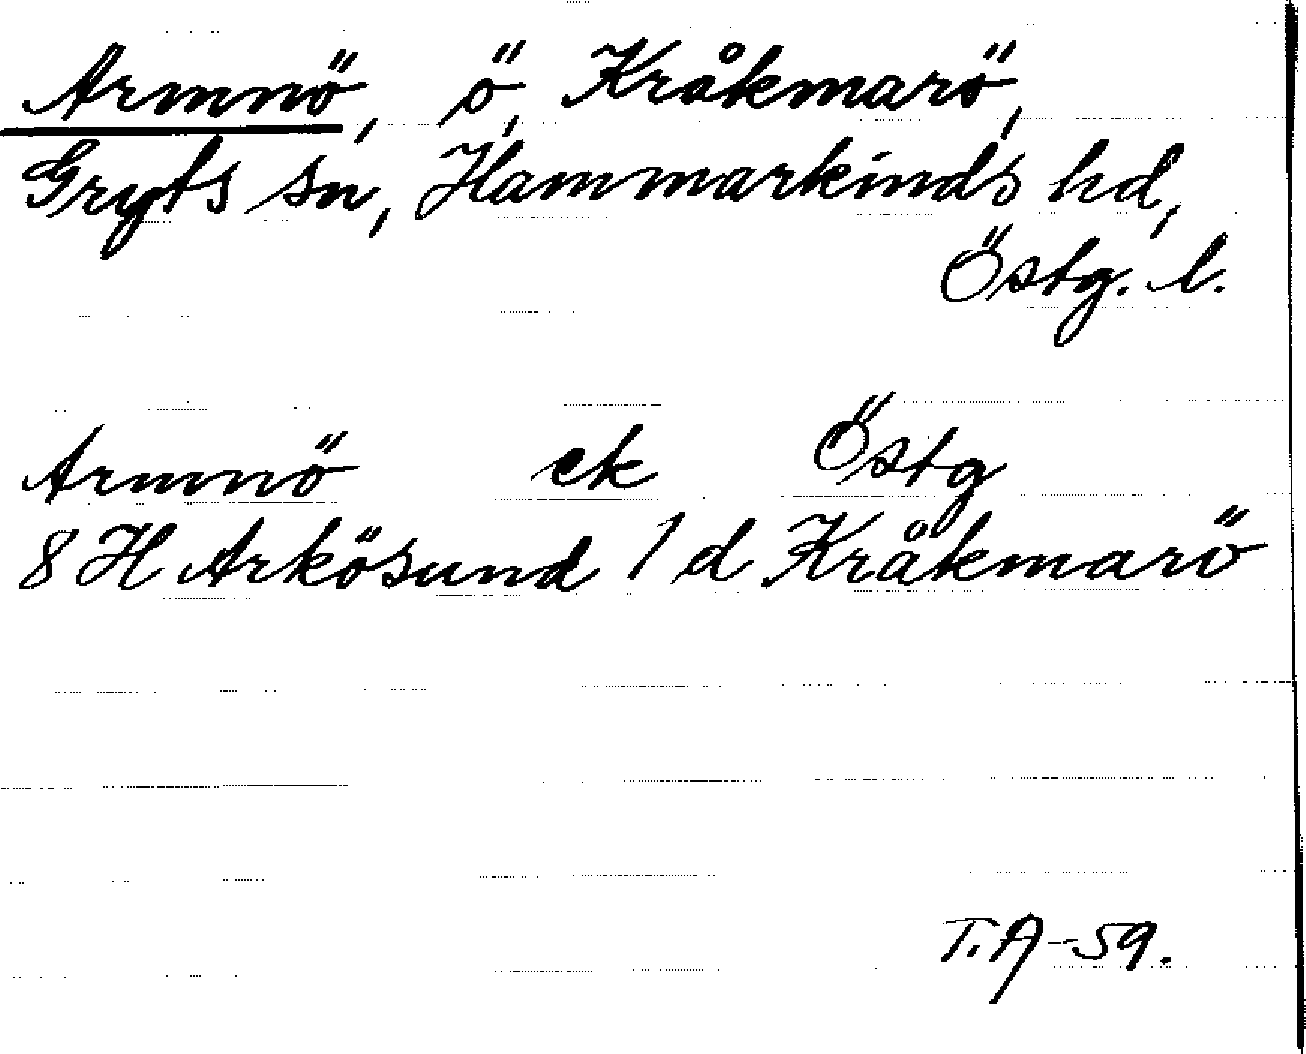 Armnö, ö, Kråkmarö,
Gryts sn, Hammarkinds hd,
Östg. l.
Armnö ek Östg
8 H Arkösund 1 d Kråkmarö
T.A-59.